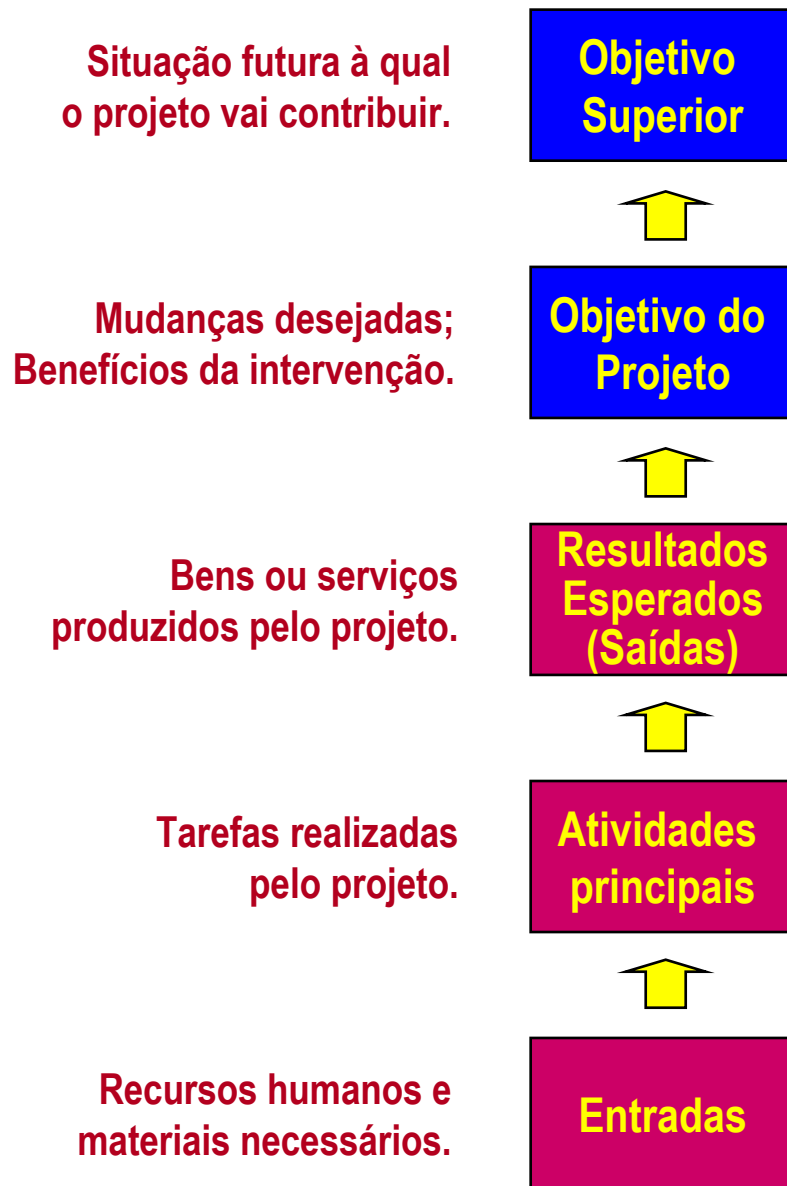 Situação futura à qual
o projeto vai contribuir.
Objetivo
Superior
Mudanças desejadas;
Benefícios da intervenção.
Objetivo do
Projeto
Bens ou serviços
produzidos pelo projeto.
Resultados
Esperados
(Saídas)
Tarefas realizadas
pelo projeto.
Atividades
principais
Recursos humanos e
materiais necessários.
Entradas